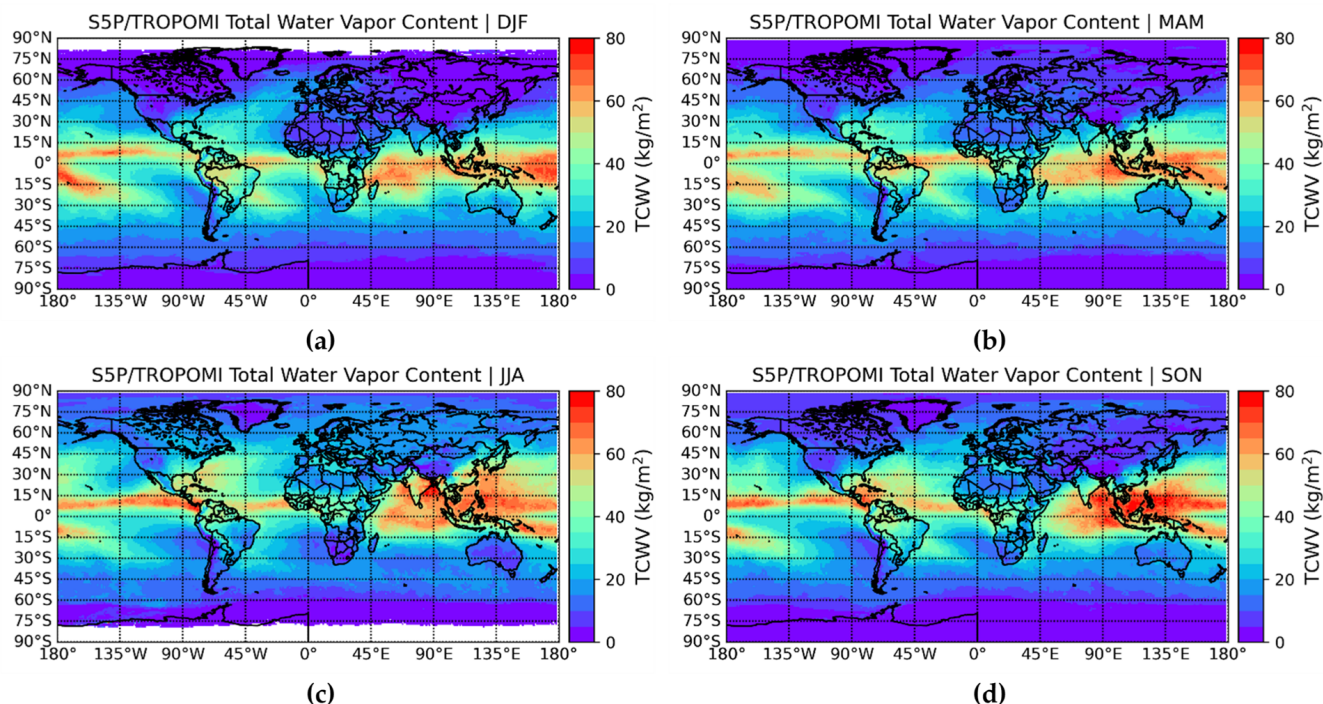 S5P/TROPOMI Total Water Vapor Content | DJF
90°N
75°N
60°N
45°N
30°N
15°N
0°
15°S
30°S
45°S
60°S
75°S
90°S
180° 135°W 90°W 45°W 0° 45°E 90°E 135°E 180°
80
60
40
20
0
TCWV (kg/m²)
(a)
S5P/TROPOMI Total Water Vapor Content | MAM
90°N
75°N
60°N
45°N
30°N
15°N
0°
15°S
30°S
45°S
60°S
75°S
90°S
180° 135°W 90°W 45°W 0° 45°E 90°E 135°E 180°
80
60
40
20
0
TCWV (kg/m²)
(b)
S5P/TROPOMI Total Water Vapor Content | JJA
90°N
75°N
60°N
45°N
30°N
15°N
0°
15°S
30°S
45°S
60°S
75°S
90°S
180° 135°W 90°W 45°W 0° 45°E 90°E 135°E 180°
80
60
40
20
0
TCWV (kg/m²)
(c)
S5P/TROPOMI Total Water Vapor Content | SON
90°N
75°N
60°N
45°N
30°N
15°N
0°
15°S
30°S
45°S
60°S
75°S
90°S
180° 135°W 90°W 45°W 0° 45°E 90°E 135°E 180°
80
60
40
20
0
TCWV (kg/m²)
(d)